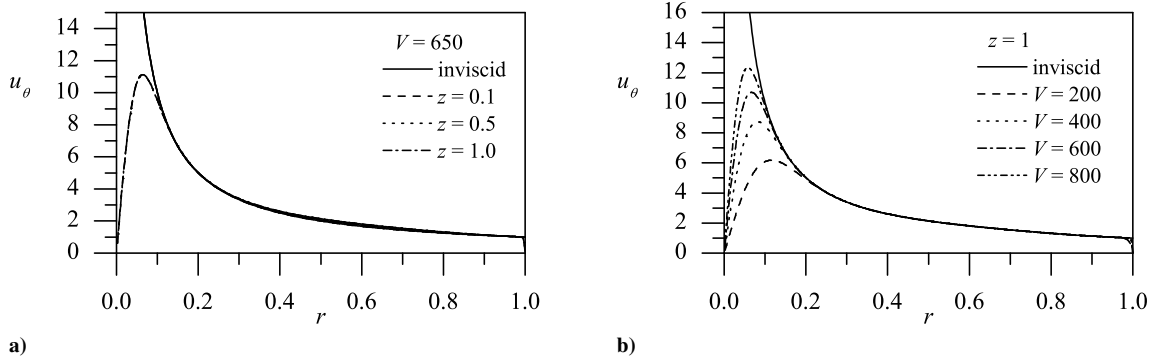 14
12
10
8
6
4
2
0
u_θ
V = 650
inviscid
z = 0.1
z = 0.5
z = 1.0
0.0 0.2 0.4 0.6 0.8 1.0
r
a)
16
14
12
10
8
6
4
2
0
u_θ
z = 1
inviscid
V = 200
V = 400
V = 600
V = 800
0.0 0.2 0.4 0.6 0.8 1.0
r
b)